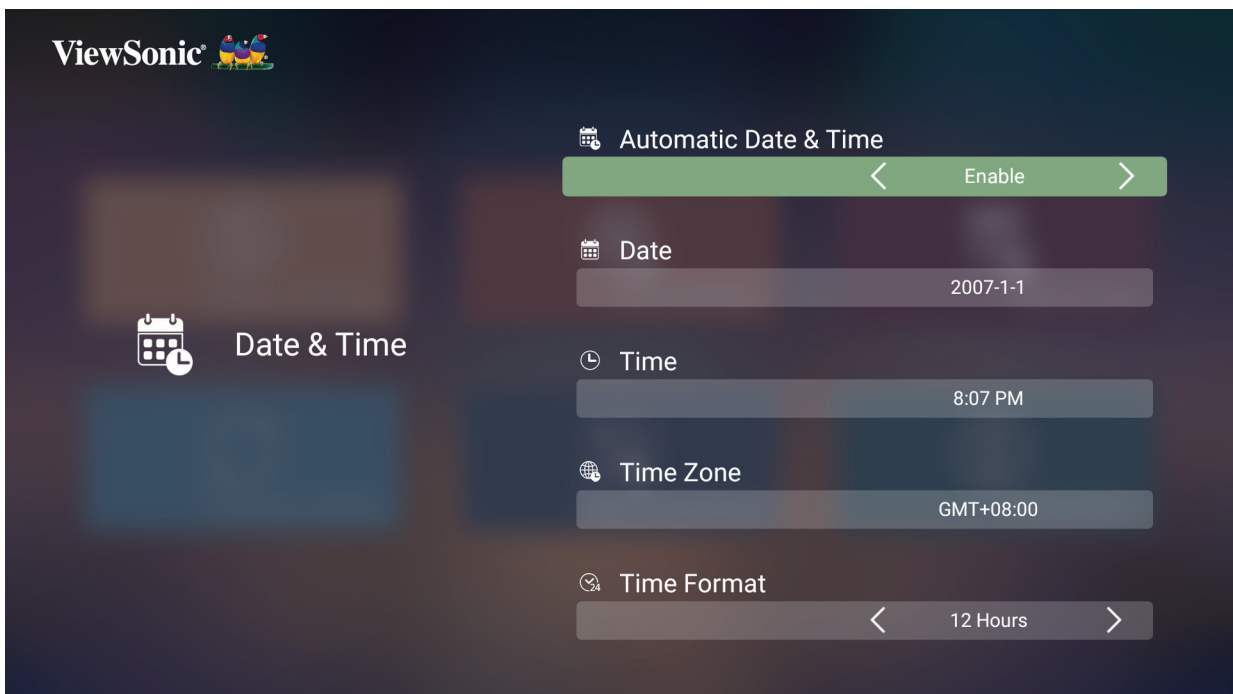 ViewSonic®
Automatic Date & Time
Enable
Date
2007-1-1
Date & Time
Time
8:07 PM
Time Zone
GMT+08:00
24
Time Format
12 Hours